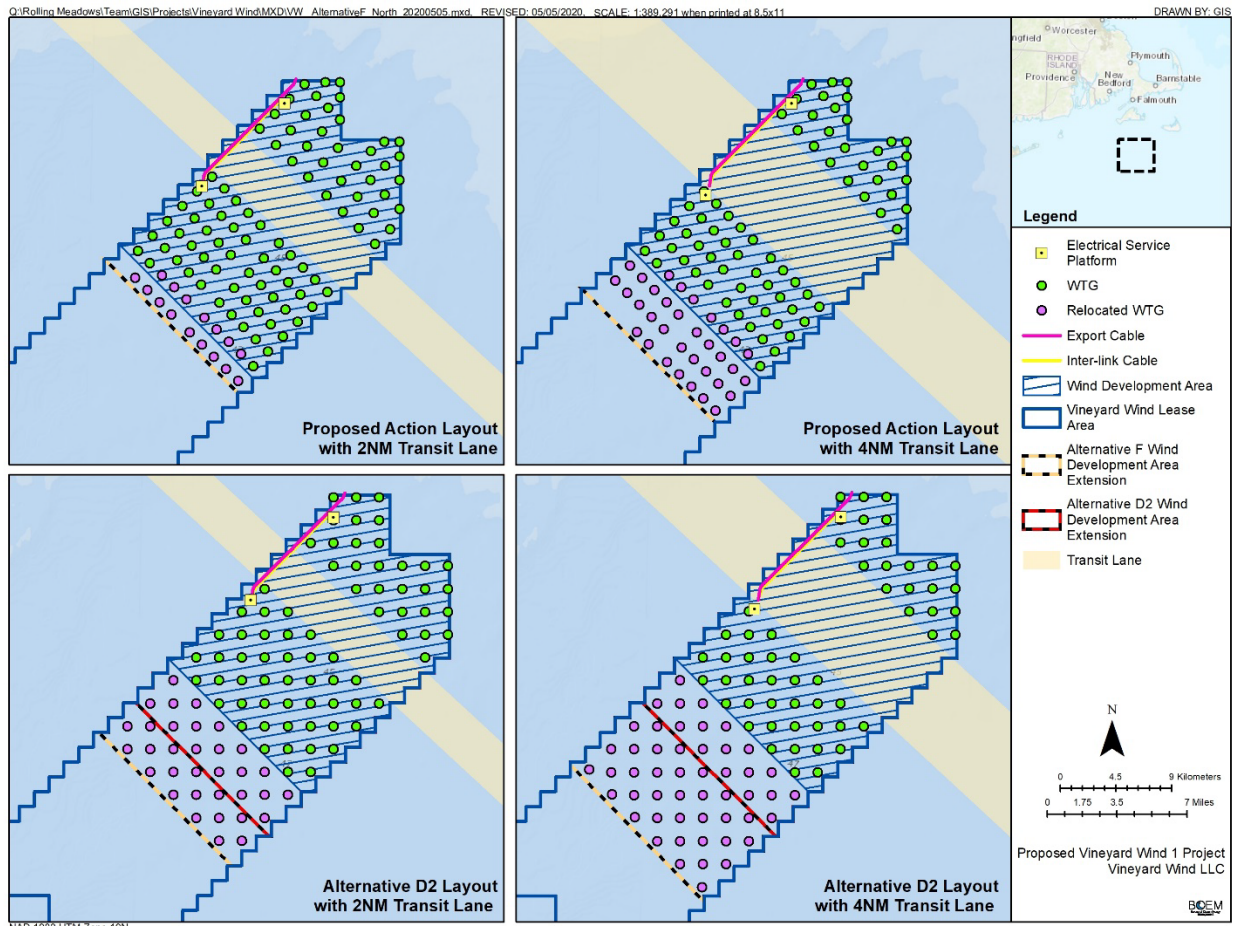 Q:\Rolling Meadows\Team\GIS\Projects\Vineyard Wind\MXD\VW_AlternativeF_North_20200505.mxd, REVISED: 05/05/2020, SCALE: 1:389,291 when printed at 8.5x11
DRAWN BY: GIS
Proposed Action Layout
with 2NM Transit Lane
Proposed Action Layout
with 4NM Transit Lane
Alternative D2 Layout
with 2NM Transit Lane
Alternative D2 Layout
with 4NM Transit Lane
ngfield
Worcester
Plymouth
RHODE
ISLAND
Providence
New
Bedford
Barnstable
Falmouth
Legend
Electrical Service
Platform
WTG
Relocated WTG
Export Cable
Inter-link Cable
Wind Development Area
Vineyard Wind Lease
Area
Alternative F Wind
Development Area
Extension
Alternative D2 Wind
Development Area
Extension
Transit Lane
N
0 4.5 9 Kilometers
0 1.75 3.5 7 Miles
Proposed Vineyard Wind 1 Project
Vineyard Wind LLC
BOEM